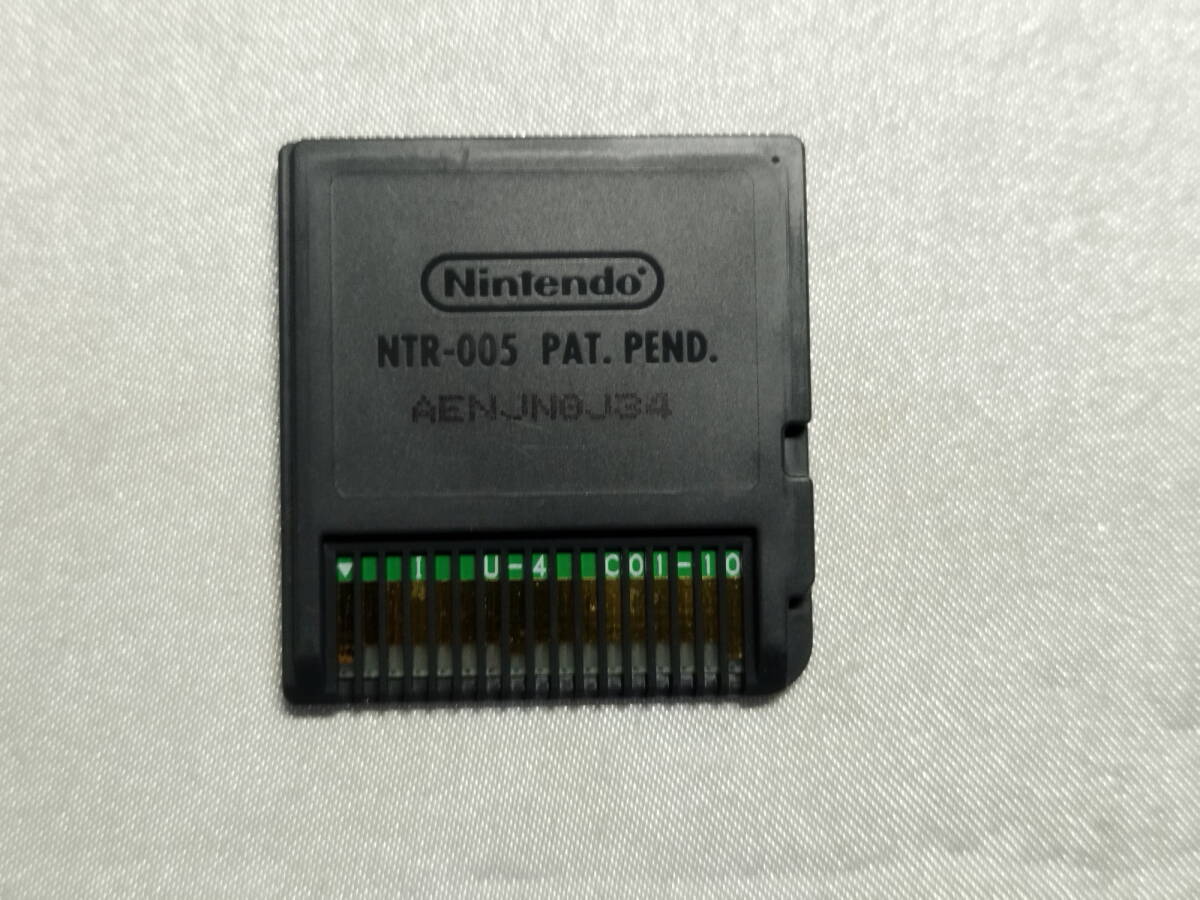 Nintendo
NTR-005 PAT. PEND.
AENJN0J34
I U-4 C01-10